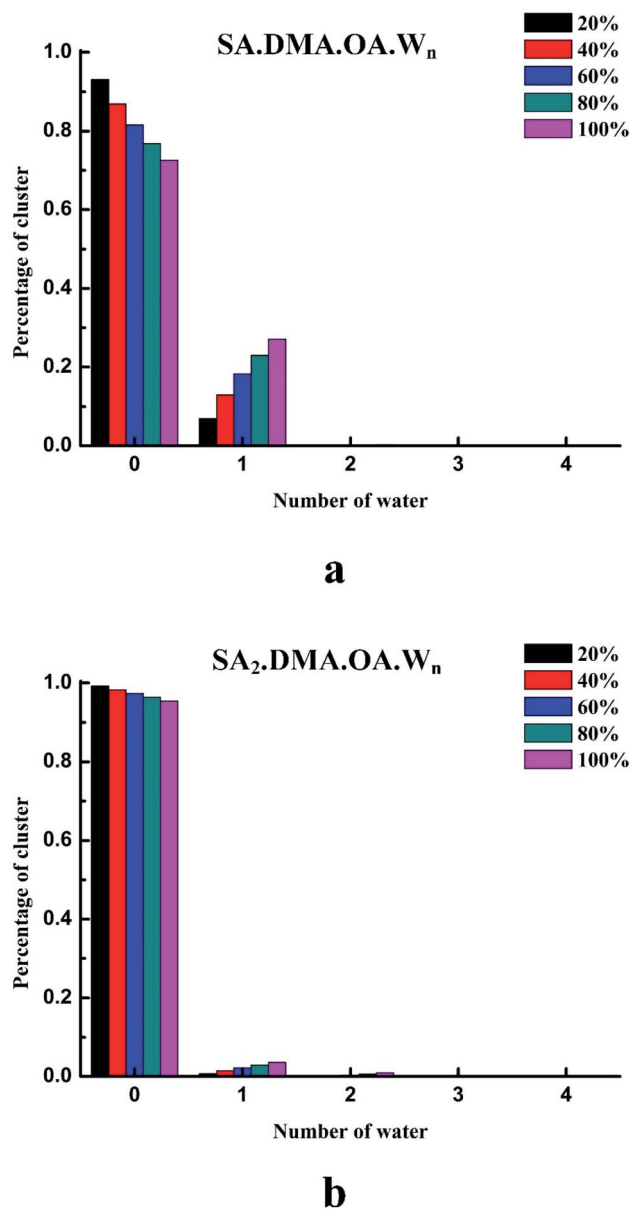 SA.DMA.OA.Wn
20%
40%
60%
80%
100%
1.0
0.8
0.6
0.4
0.2
0.0
Percentage of cluster
0 1 2 3 4
Number of water
a
SA2.DMA.OA.Wn
20%
40%
60%
80%
100%
1.0
0.8
0.6
0.4
0.2
0.0
Percentage of cluster
0 1 2 3 4
Number of water
b